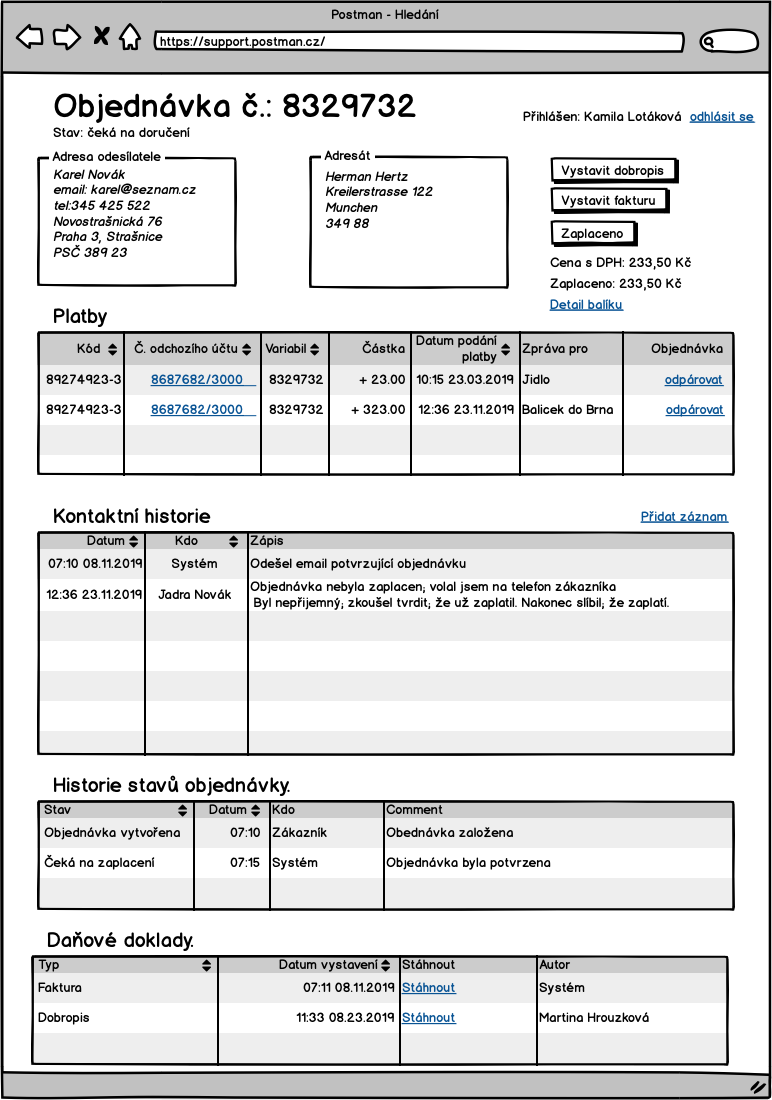 Postman - Hledání
https://support.postman.cz/
Objednávka č.: 8329732
Přihlášen: Kamila Lotáková odhlásit se
Stav: čeká na doručení
Adresa odesílatele
Karel Novák
email: karel@seznam.cz
tel:345 425 522
Novostrašnická 76
Praha 3, Strašnice
PSČ 389 23
Adresát
Herman Hertz
Kreilerstrasse 122
Munchen
349 88
Vystavit dobropis
Vystavit fakturu
Zaplaceno
Cena s DPH: 233,50 Kč
Zaplaceno: 233,50 Kč
Detail balíku
Platby
Kód Č. odchozího účtu Variabil Částka Datum podání platby Zpráva pro Objednávka
89274923-3 8687682/3000 8329732 + 23.00 10:15 23.03.2019 Jidlo odpárovat
89274923-3 8687682/3000 8329732 + 323.00 12:36 23.11.2019 Balicek do Brna odpárovat
Kontaktní historie Přidat záznam
Datum Kdo Zápis
07:10 08.11.2019 Systém Odešel email potvrzující objednávku
12:36 23.11.2019 Jadra Novák Objednávka nebyla zaplacen; volal jsem na telefon zákazníka
Byl nepřijemný; zkoušel tvrdit; že už zaplatil. Nakonec slíbil; že zaplatí.
Historie stavů objednávky.
Stav Datum Kdo Comment
Objednávka vytvořena 07:10 Zákazník Obednávka založena
Čeká na zaplacení 07:15 Systém Objednávka byla potvrzena
Daňové doklady.
Typ Datum vystavení Stáhnout Autor
Faktura 07:11 08.11.2019 Stáhnout Systém
Dobropis 11:33 08.23.2019 Stáhnout Martina Hrouzková